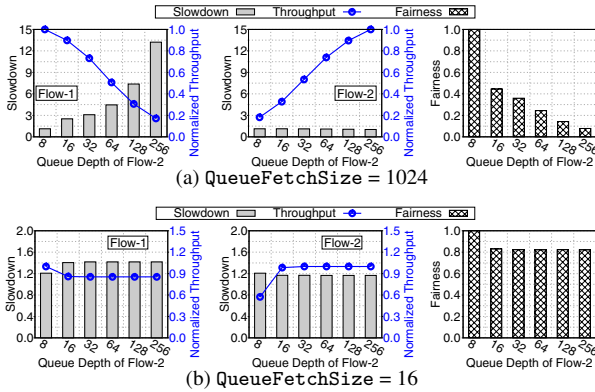 Slowdown Throughput Fairness
15 12 9 6 3 0
Slowdown
Flow-1
1.0 0.8 0.6 0.4 0.2 0.0
Normalized Throughput
8 16 32 64 128 256
Queue Depth of Flow-2
15 12 9 6 3 0
Slowdown
Flow-2
1.0 0.8 0.6 0.4 0.2 0.0
Normalized Throughput
8 16 32 64 128 256
Queue Depth of Flow-2
1.0 0.8 0.6 0.4 0.2 0.0
Fairness
8 16 32 64 128 256
Queue Depth of Flow-2
(a) QueueFetchSize = 1024
Slowdown Throughput Fairness
2.0 1.6 1.2 0.8 0.4 0.0
Slowdown
Flow-1
1.5 1.2 0.9 0.6 0.3 0.0
Normalized Throughput
8 16 32 64 128 256
Queue Depth of Flow-2
2.0 1.6 1.2 0.8 0.4 0.0
Slowdown
Flow-2
1.5 1.2 0.9 0.6 0.3 0.0
Normalized Throughput
8 16 32 64 128 256
Queue Depth of Flow-2
1.0 0.8 0.6 0.4 0.2 0.0
Fairness
8 16 32 64 128 256
Queue Depth of Flow-2
(b) QueueFetchSize = 16